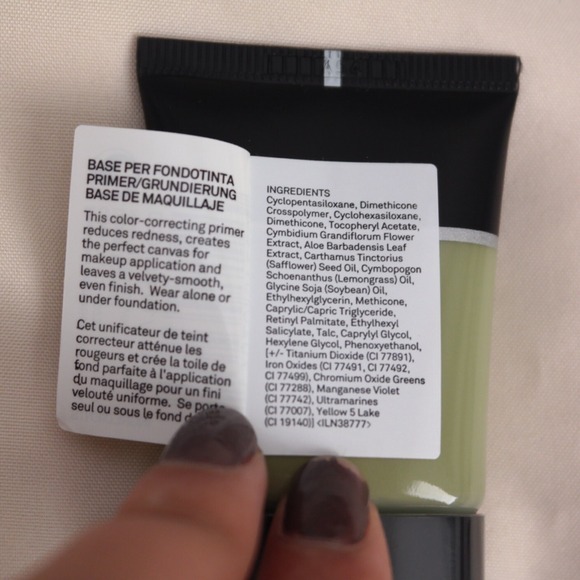 BASE PER FONDOTINTA
PRIMER/GRUNDIERUNG
BASE DE MAQUILLAJE
This color-correcting primer
reduces redness, creates
the perfect canvas for
makeup application and
leaves a velvety-smooth,
even finish. Wear alone or
under foundation.
Cet unificateur de teint
correcteur atténue les
rougeurs et crée la toile de
fond parfaite à l'application
du maquillage pour un fini
velouté uniforme. Se
seul ou sous le fond
INGREDIENTS
Cyclopentasiloxane, Dimethicone
Crosspolymer, Cyclohexasiloxane,
Dimethicone, Tocopheryl Acetate,
Cymbidium Grandiflorum Flower
Extract, Aloe Barbadensis Leaf
Extract, Carthamus Tinctorius
(Safflower) Seed Oil, Cymbopogon
Schoenanthus (Lemongrass) Oil,
Glycine Soja (Soybean) Oil,
Ethylhexylglycerin, Methicone,
Caprylic/Capric Triglyceride,
Retinyl Palmitate, Ethylhexyl
Salicylate, Talc, Caprylyl Glycol,
Hexylene Glycol, Phenoxyethanol,
[+/- Titanium Dioxide (CI 77891),
Iron Oxides (CI 77491, CI 77492,
CI 77499), Chromium Oxide Greens
(CI 77288), Manganese Violet
(CI 77742), Ultramarines
(CI 77007), Yellow 5 Lake
(CI 19140)] <ILN38777>